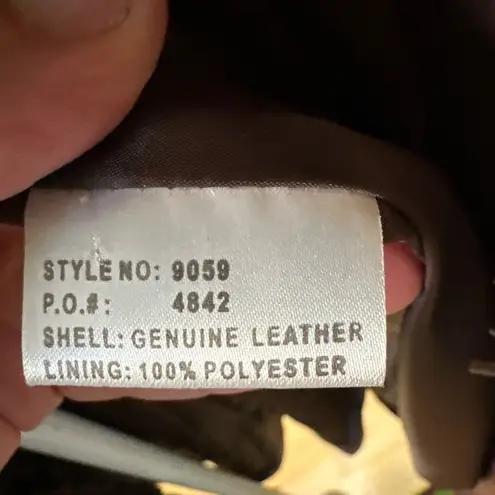 STYLE NO: 9059
P.O.#: 4842
SHELL: GENUINE LEATHER
LINING: 100% POLYESTER